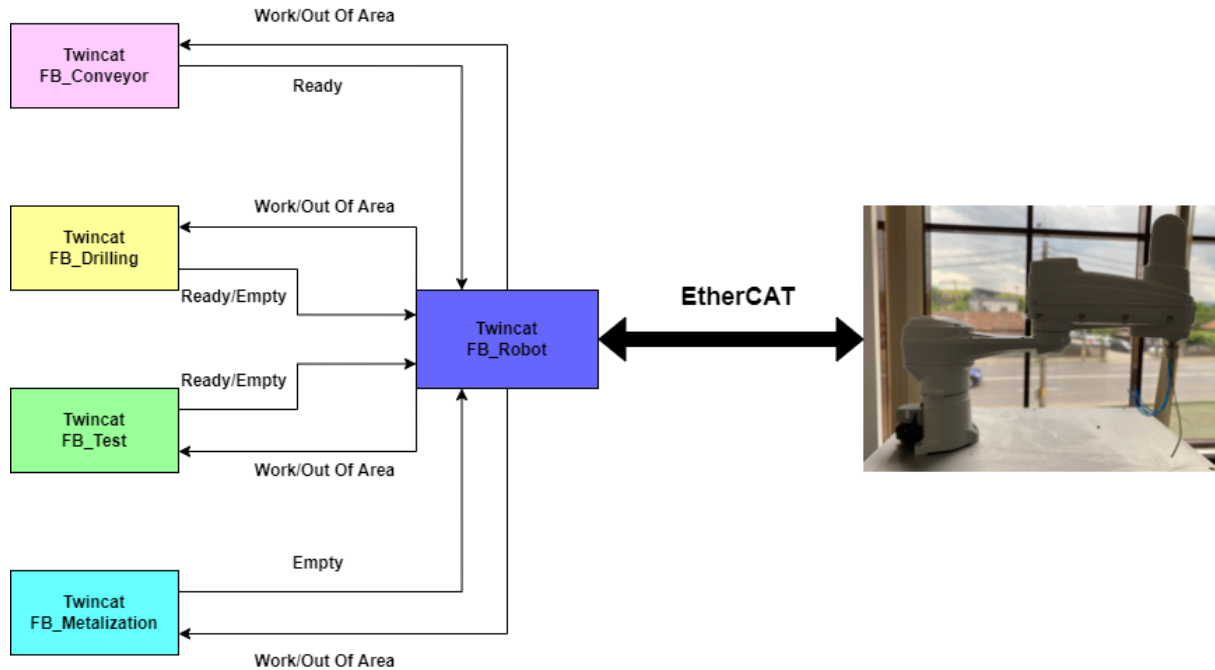 Work/Out Of Area
Twincat
FB_Conveyor
Ready
Work/Out Of Area
Twincat
FB_Drilling
Ready/Empty
EtherCAT
Twincat
FB_Robot
Ready/Empty
Twincat
FB_Test
Work/Out Of Area
Empty
Twincat
FB_Metalization
Work/Out Of Area